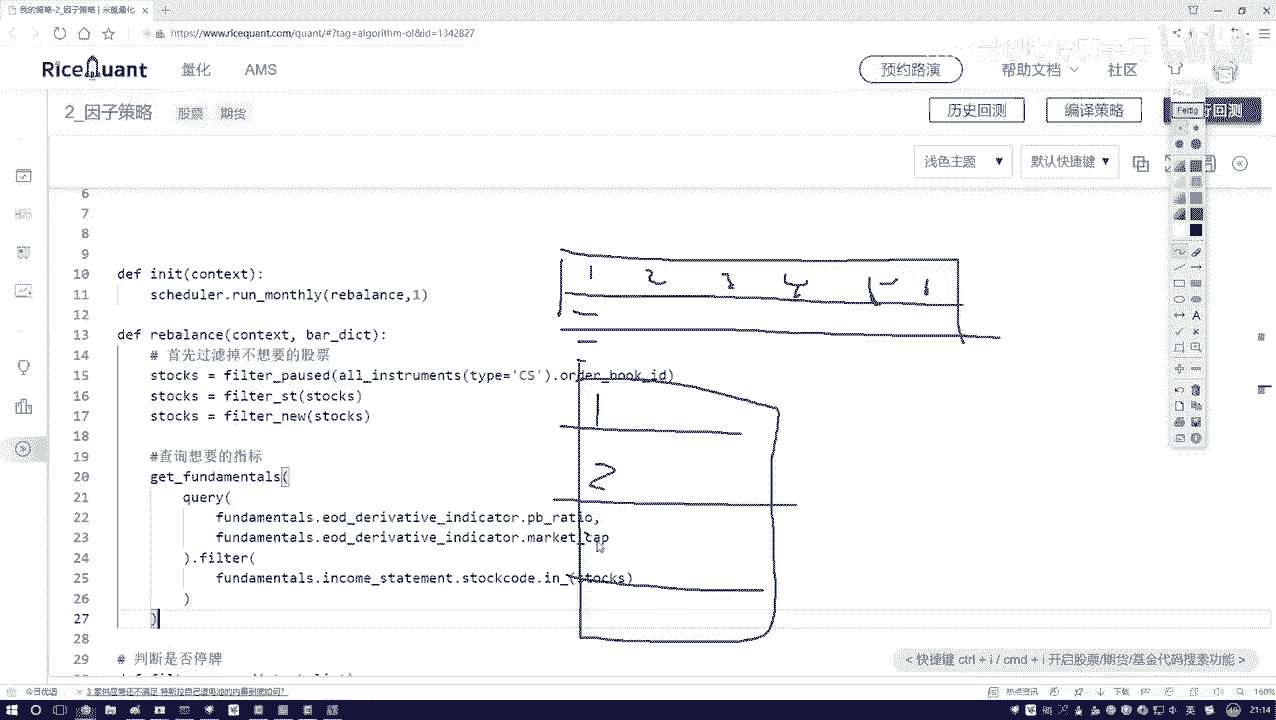 我的策略-2_因子策略 | 米筐量化
https://www.ricequant.com/quant/#?tag=algorithm-ol&id=1342827
RiceQuant 量化 AMS 预约路演 帮助文档 社区
2_因子策略 股票 期货 历史回测 编译策略
Fertig
浅色主题 默认快捷键
6
7
8
9
10 def init(context):
11 scheduler.run_monthly(rebalance,1)
12
13 def rebalance(context, bar_dict):
14 # 首先过滤掉不想要的股票
15 stocks = filter_paused(all_instruments(type='CS').order_book_id)
16 stocks = filter_st(stocks)
17 stocks = filter_new(stocks)
18
19 #查询想要的指标
20 get_fundamentals(
21 query(
22 fundamentals.eod_derivative_indicator.pb_ratio,
23 fundamentals.eod_derivative_indicator.market_cap
24 ).filter(
25 fundamentals.income_statement.stockcode.in_(stocks)
26 )
27 )
28
29 # 判断是否停牌
1 2 3 4
1
2
< 快捷键 ctrl + i / cmd + i 开启股票/期货/基金代码搜索功能 >
今日优选 热点资讯 下载 160%
21:14